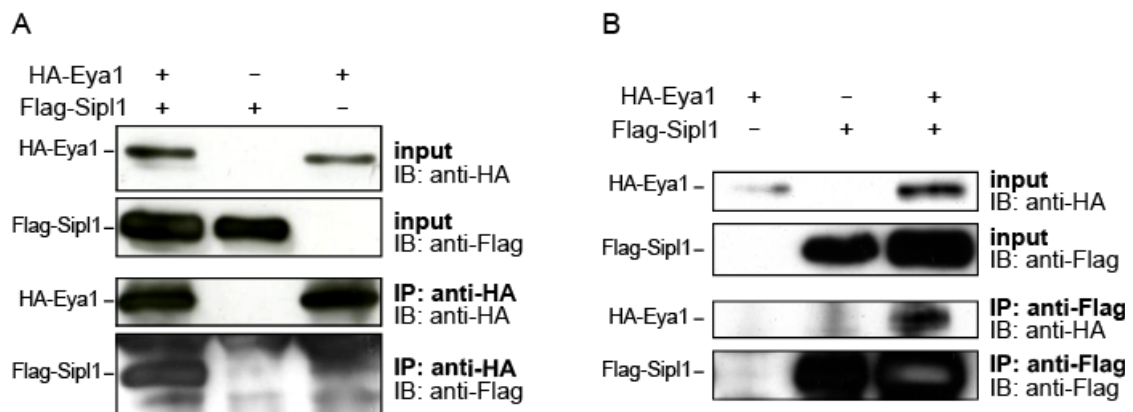 A
HA-Eya1 + – +
Flag-Sipl1 + + –
HA-Eya1 –
input
IB: anti-HA
Flag-Sipl1 –
input
IB: anti-Flag
HA-Eya1 –
IP: anti-HA
IB: anti-HA
Flag-Sipl1 –
IP: anti-HA
IB: anti-Flag
B
HA-Eya1 + – +
Flag-Sipl1 – + +
HA-Eya1 –
input
IB: anti-HA
Flag-Sipl1 –
input
IB: anti-Flag
HA-Eya1 –
IP: anti-Flag
IB: anti-HA
Flag-Sipl1 –
IP: anti-Flag
IB: anti-Flag